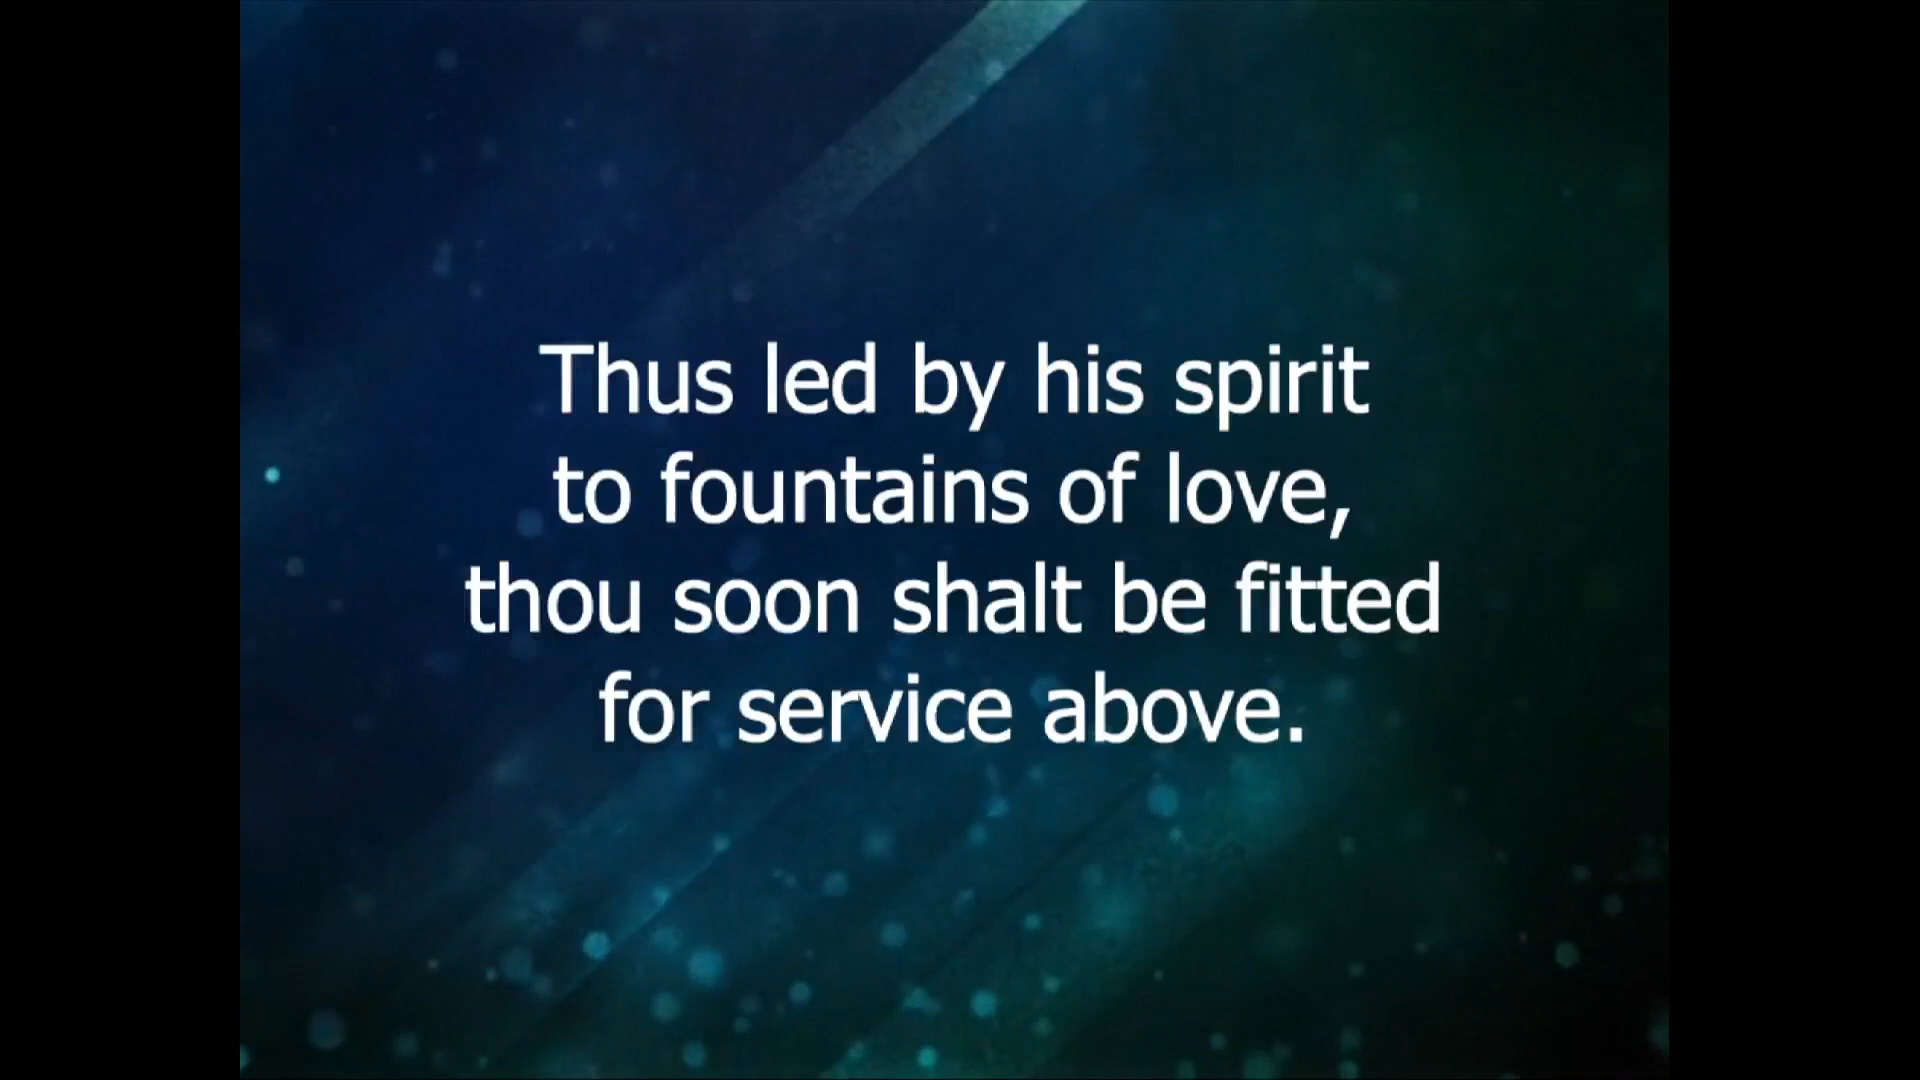 Thus led by his spirit
to fountains of love,
thou soon shalt be fitted
for service above.